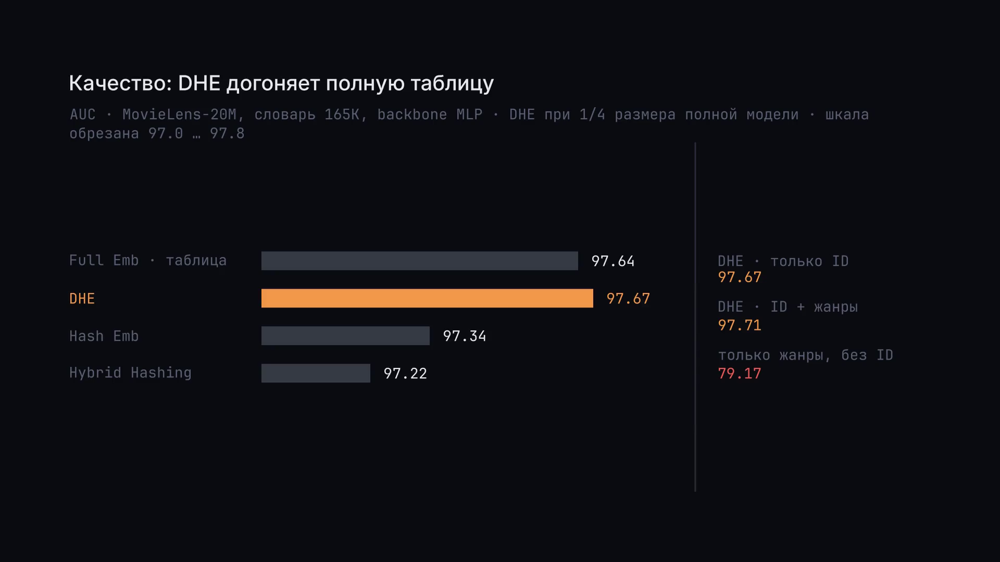 Качество: DHE догоняет полную таблицу
AUC · MovieLens-20M, словарь 165K, backbone MLP · DHE при 1/4 размера полной модели · шкала
обрезана 97.0 … 97.8
Full Emb · таблица
97.64
DHE
97.67
Hash Emb
97.34
Hybrid Hashing
97.22
DHE · только ID
97.67
DHE · ID + жанры
97.71
только жанры, без ID
79.17